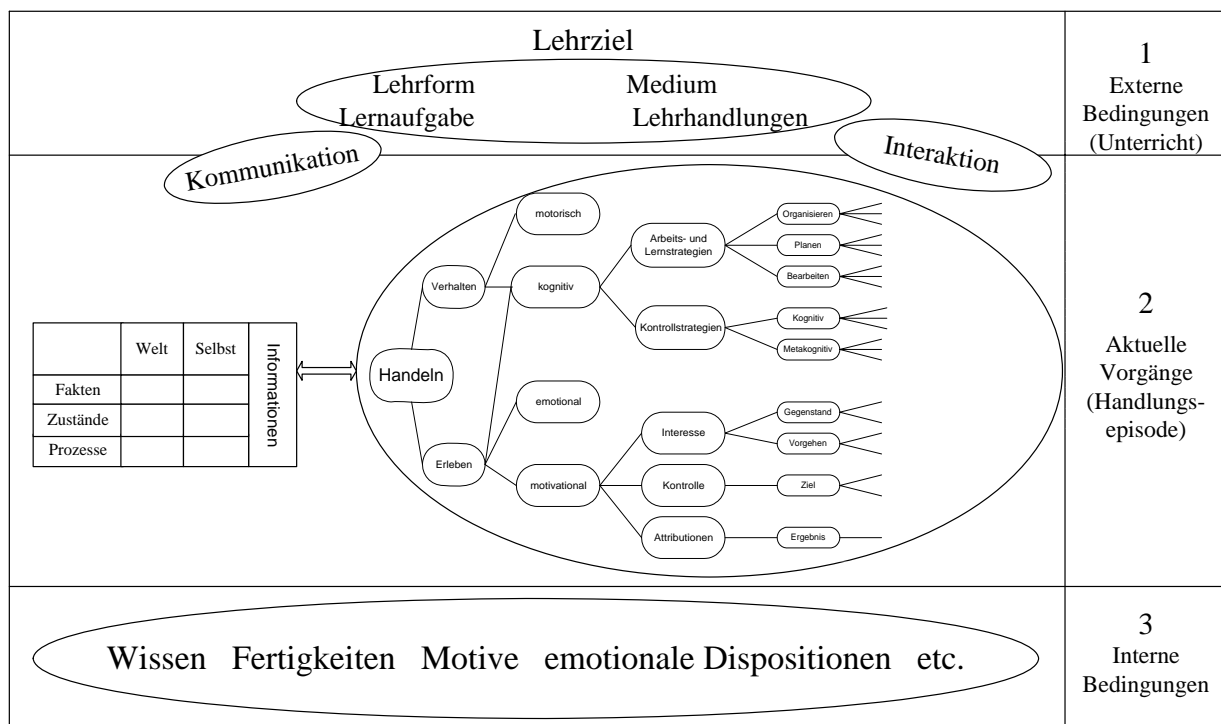 Lehrziel
Lehrform Medium
Lernaufgabe Lehrhandlungen
1
Externe
Bedingungen
(Unterricht)
Kommunikation
Interaktion
Welt Selbst
Informationen
Fakten
Zustände
Prozesse
Handeln
Verhalten
Erleben
motorisch
kognitiv
emotional
motivational
Arbeits- und
Lernstrategien
Kontrollstrategien
Interesse
Kontrolle
Attributionen
Organisieren
Planen
Bearbeiten
Kognitiv
Metakognitiv
Gegenstand
Vorgehen
Ziel
Ergebnis
2
Aktuelle
Vorgänge
(Handlungs-
episode)
Wissen Fertigkeiten Motive emotionale Dispositionen etc.
3
Interne
Bedingungen